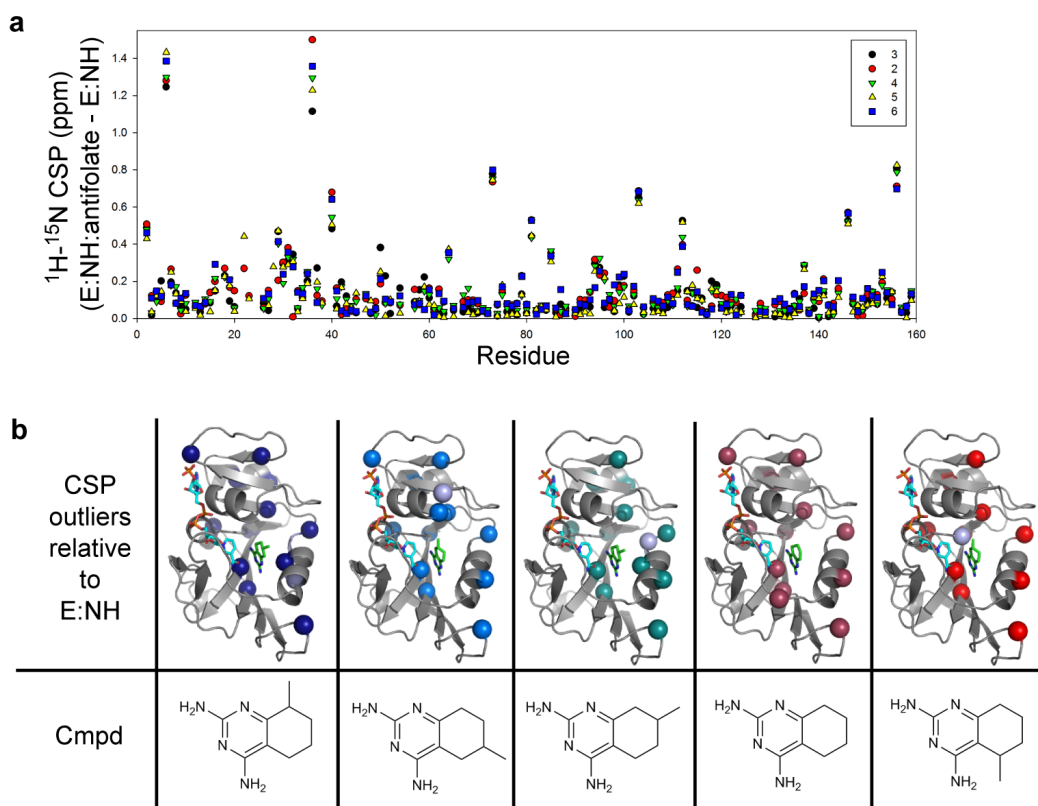 a
¹H-¹⁵N CSP (ppm)
(E:NH:antifolate - E:NH)
1.4
1.2
1.0
0.8
0.6
0.4
0.2
0.0
3
2
4
5
6
0 20 40 60 80 100 120 140 160
Residue
b
CSP
outliers
relative
to
E:NH
Cmpd
H₂N N N NH₂
H₂N N N NH₂
H₂N N N NH₂
H₂N N N NH₂
H₂N N N NH₂